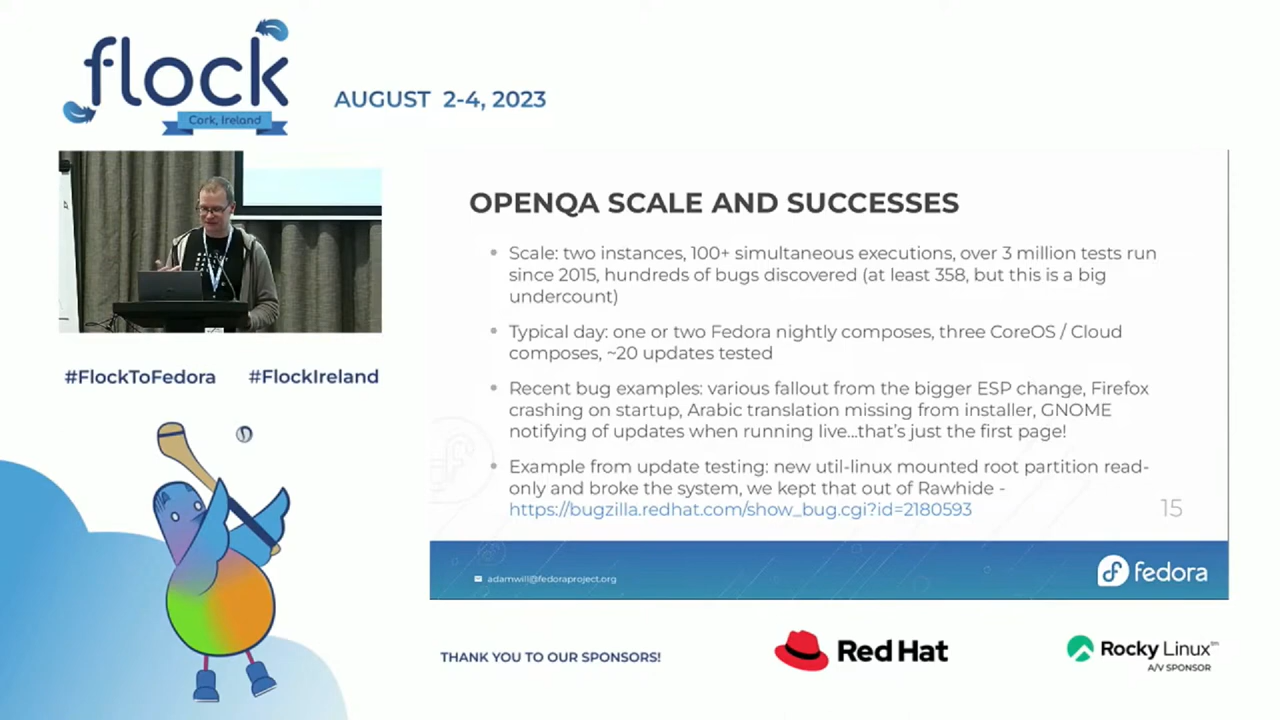 flock
Cork, Ireland
AUGUST 2-4, 2023
#FlockToFedora #FlockIreland
OPENQA SCALE AND SUCCESSES
Scale: two instances, 100+ simultaneous executions, over 3 million tests run
since 2015, hundreds of bugs discovered (at least 358, but this is a big
undercount)
Typical day: one or two Fedora nightly composes, three CoreOS / Cloud
composes, ~20 updates tested
Recent bug examples: various fallout from the bigger ESP change, Firefox
crashing on startup, Arabic translation missing from installer, GNOME
notifying of updates when running live...that's just the first page!
Example from update testing: new util-linux mounted root partition read-
only and broke the system, we kept that out of Rawhide -
https://bugzilla.redhat.com/show_bug.cgi?id=2180593
15
adamwill@fedoraproject.org
fedora
THANK YOU TO OUR SPONSORS!
Red Hat
Rocky Linux™
A/V SPONSOR